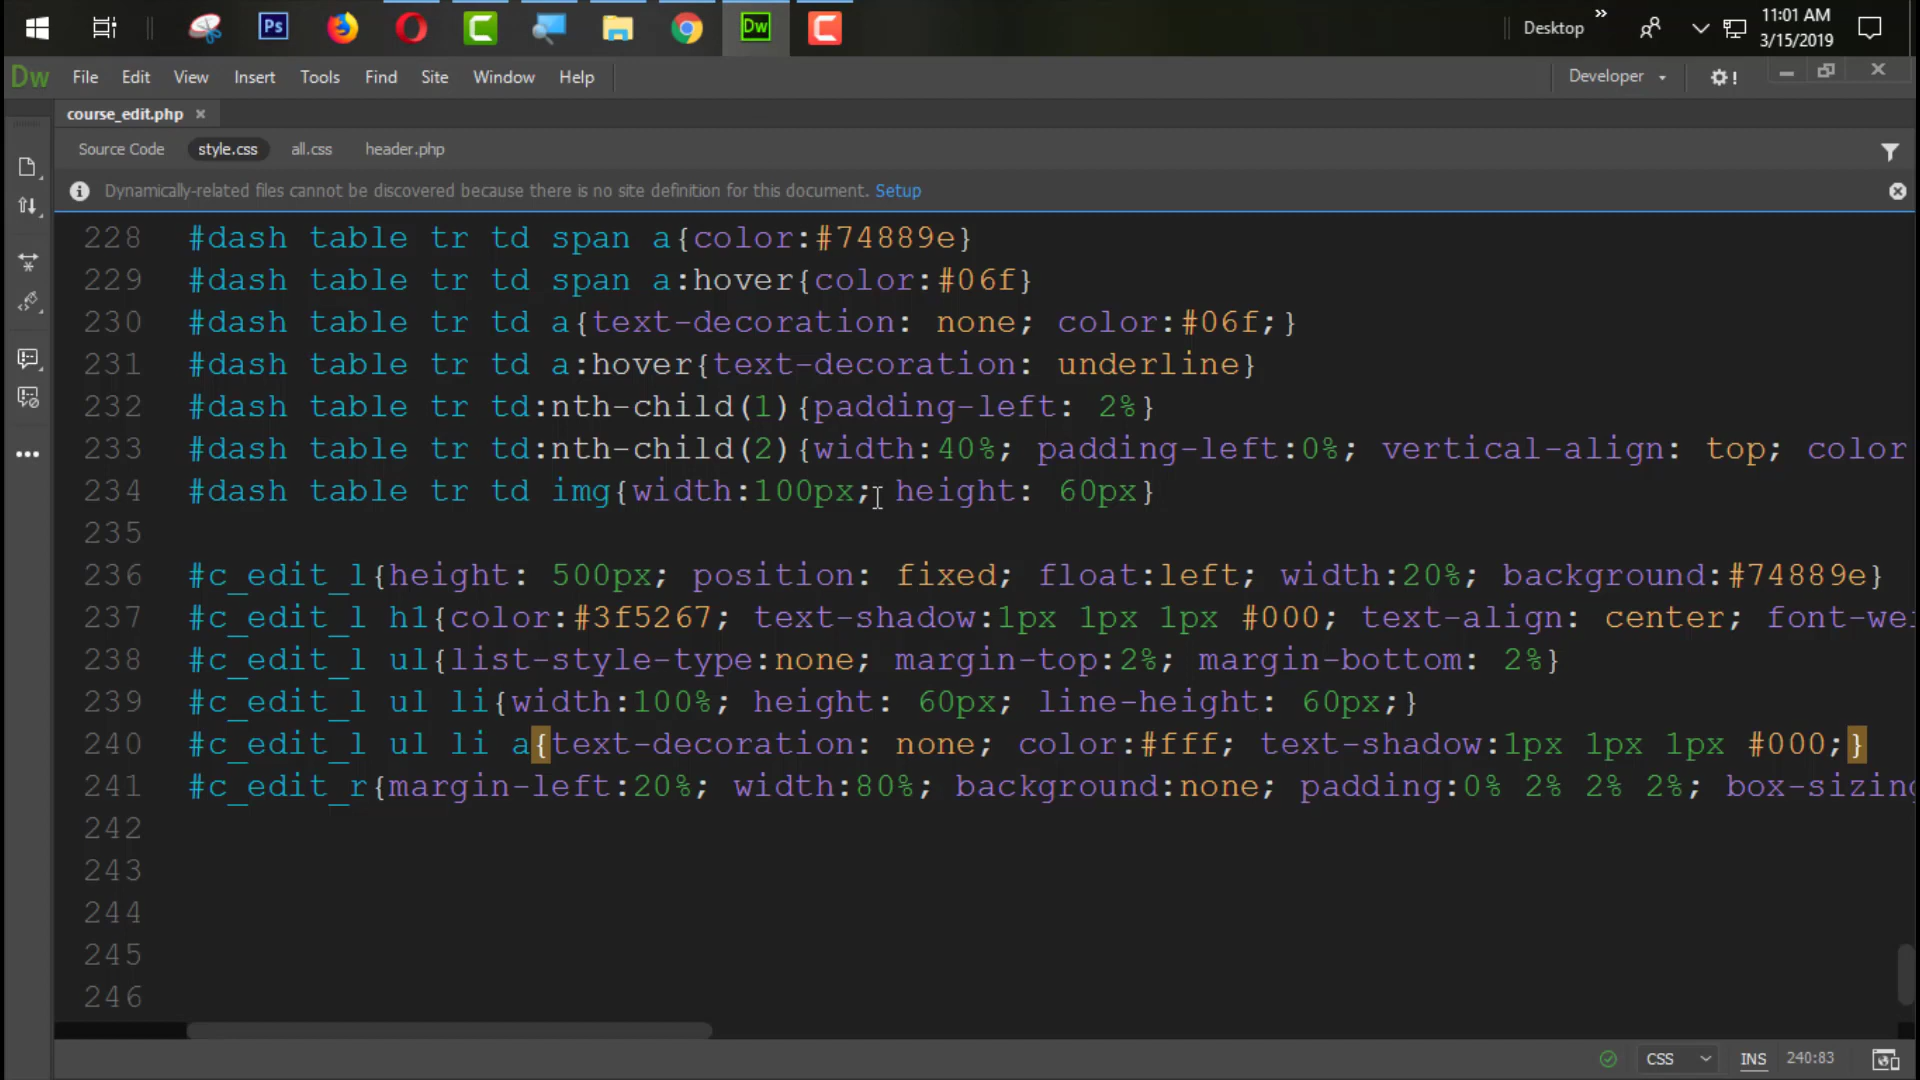 Ps
Dw
Desktop
»
11:01 AM
3/15/2019
Dw File Edit View Insert Tools Find Site Window Help
Developer
course_edit.php ×
Source Code style.css all.css header.php
Dynamically-related files cannot be discovered because there is no site definition for this document. Setup
228 #dash table tr td span a{color:#74889e}
229 #dash table tr td span a:hover{color:#06f}
230 #dash table tr td a{text-decoration: none; color:#06f;}
231 #dash table tr td a:hover{text-decoration: underline}
232 #dash table tr td:nth-child(1){padding-left: 2%}
233 #dash table tr td:nth-child(2){width:40%; padding-left:0%; vertical-align: top; color
234 #dash table tr td img{width:100px; height: 60px}
235
236 #c_edit_l{height: 500px; position: fixed; float:left; width:20%; background:#74889e}
237 #c_edit_l h1{color:#3f5267; text-shadow:1px 1px 1px #000; text-align: center; font-we
238 #c_edit_l ul{list-style-type:none; margin-top:2%; margin-bottom: 2%}
239 #c_edit_l ul li{width:100%; height: 60px; line-height: 60px;}
240 #c_edit_l ul li a{text-decoration: none; color:#fff; text-shadow:1px 1px 1px #000;}
241 #c_edit_r{margin-left:20%; width:80%; background:none; padding:0% 2% 2% 2%; box-sizing
242
243
244
245
246
CSS INS 240:83